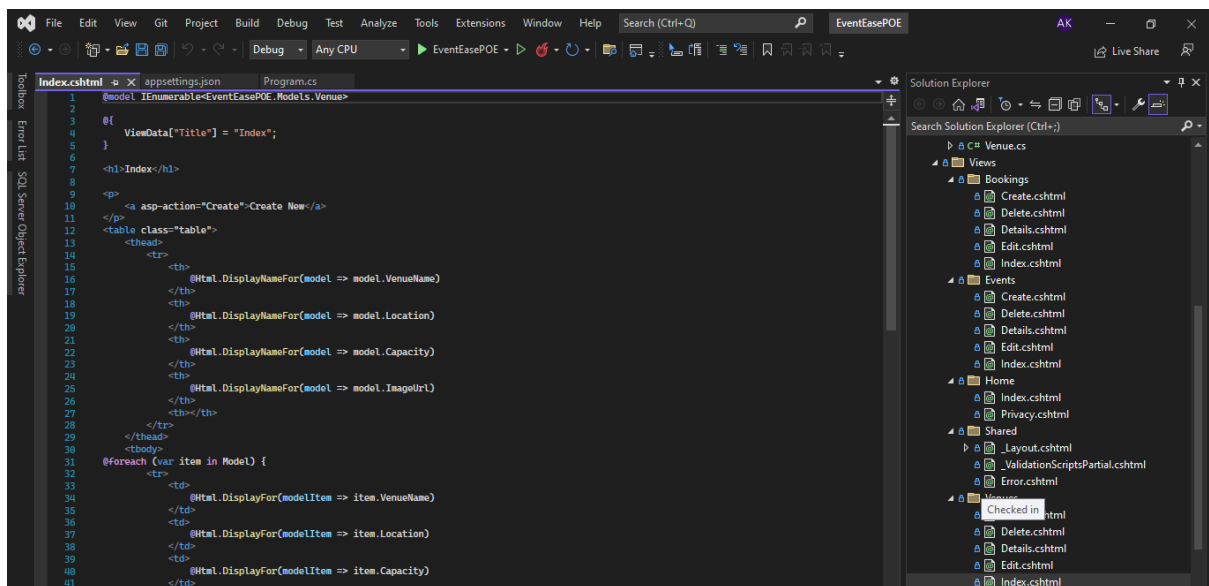 File Edit View Git Project Build Debug Test Analyze Tools Extensions Window Help Search (Ctrl+Q) EventEasePOE AK
Debug Any CPU EventEasePOE Live Share
Toolbox
Error List
SQL Server Object Explorer
Index.cshtml appsettings.json Program.cs
1 @model IEnumerable<EventEasePOE.Models.Venue>
2
3 @{
4 ViewData["Title"] = "Index";
5 }
6
7 <h1>Index</h1>
8
9 <p>
10 <a asp-action="Create">Create New</a>
11 </p>
12 <table class="table">
13 <thead>
14 <tr>
15 <th>
16 @Html.DisplayNameFor(model => model.VenueName)
17 </th>
18 <th>
19 @Html.DisplayNameFor(model => model.Location)
20 </th>
21 <th>
22 @Html.DisplayNameFor(model => model.Capacity)
23 </th>
24 <th>
25 @Html.DisplayNameFor(model => model.ImageUrl)
26 </th>
27 <th></th>
28 </tr>
29 </thead>
30 <tbody>
31 @foreach (var item in Model) {
32 <tr>
33 <td>
34 @Html.DisplayFor(modelItem => item.VenueName)
35 </td>
36 <td>
37 @Html.DisplayFor(modelItem => item.Location)
38 </td>
39 <td>
40 @Html.DisplayFor(modelItem => item.Capacity)
41 </td>
Solution Explorer
Search Solution Explorer (Ctrl+;)
C# Venue.cs
Views
Bookings
Create.cshtml
Delete.cshtml
Details.cshtml
Edit.cshtml
Index.cshtml
Events
Create.cshtml
Delete.cshtml
Details.cshtml
Edit.cshtml
Index.cshtml
Home
Index.cshtml
Privacy.cshtml
Shared
_Layout.cshtml
_ValidationScriptsPartial.cshtml
Error.cshtml
Venues
Checked in
Delete.cshtml
Details.cshtml
Edit.cshtml
Index.cshtml